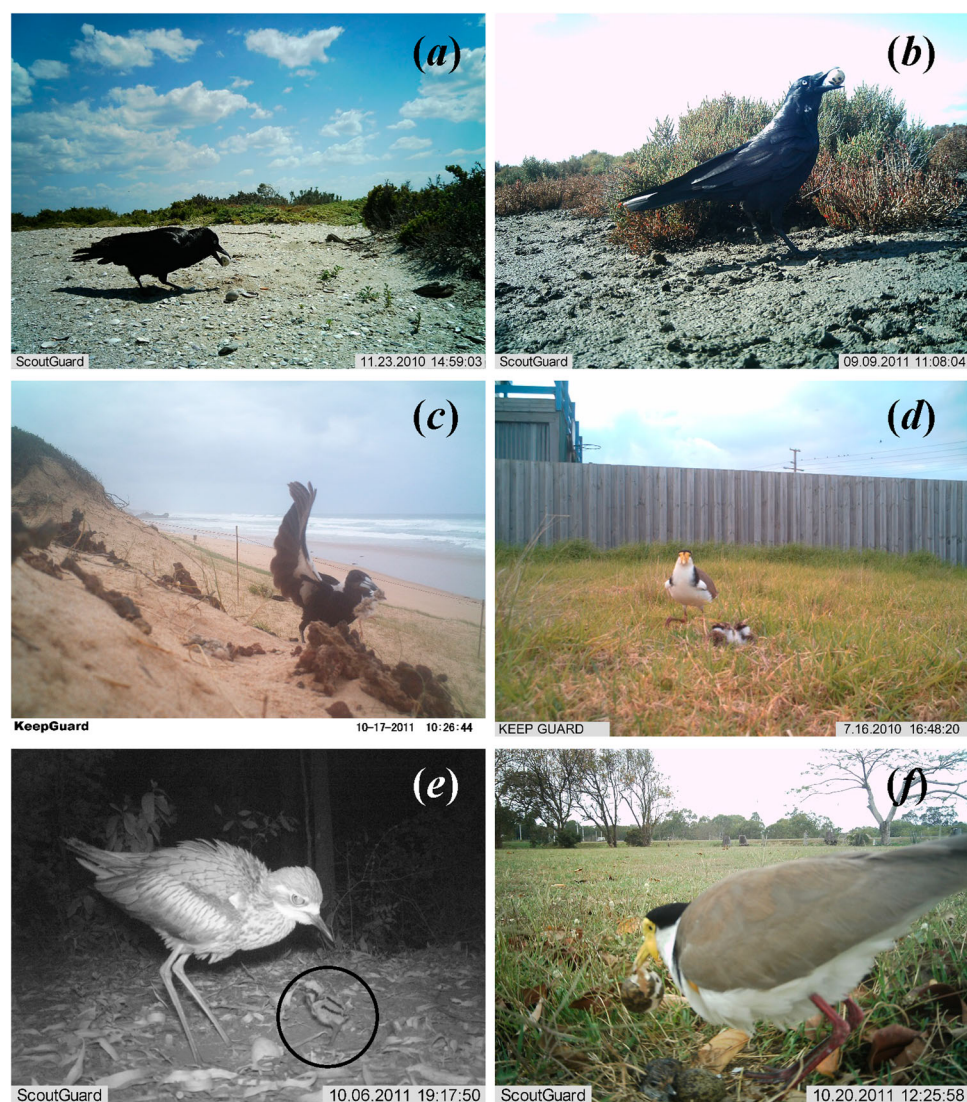 (a)
ScoutGuard 11.23.2010 14:59:03
(b)
ScoutGuard 09.09.2011 11:08:04
(c)
KeepGuard 10-17-2011 10:26:44
(d)
KEEP GUARD 7.16.2010 16:48:20
(e)
ScoutGuard 10.06.2011 19:17:50
(f)
ScoutGuard 10.20.2011 12:25:58